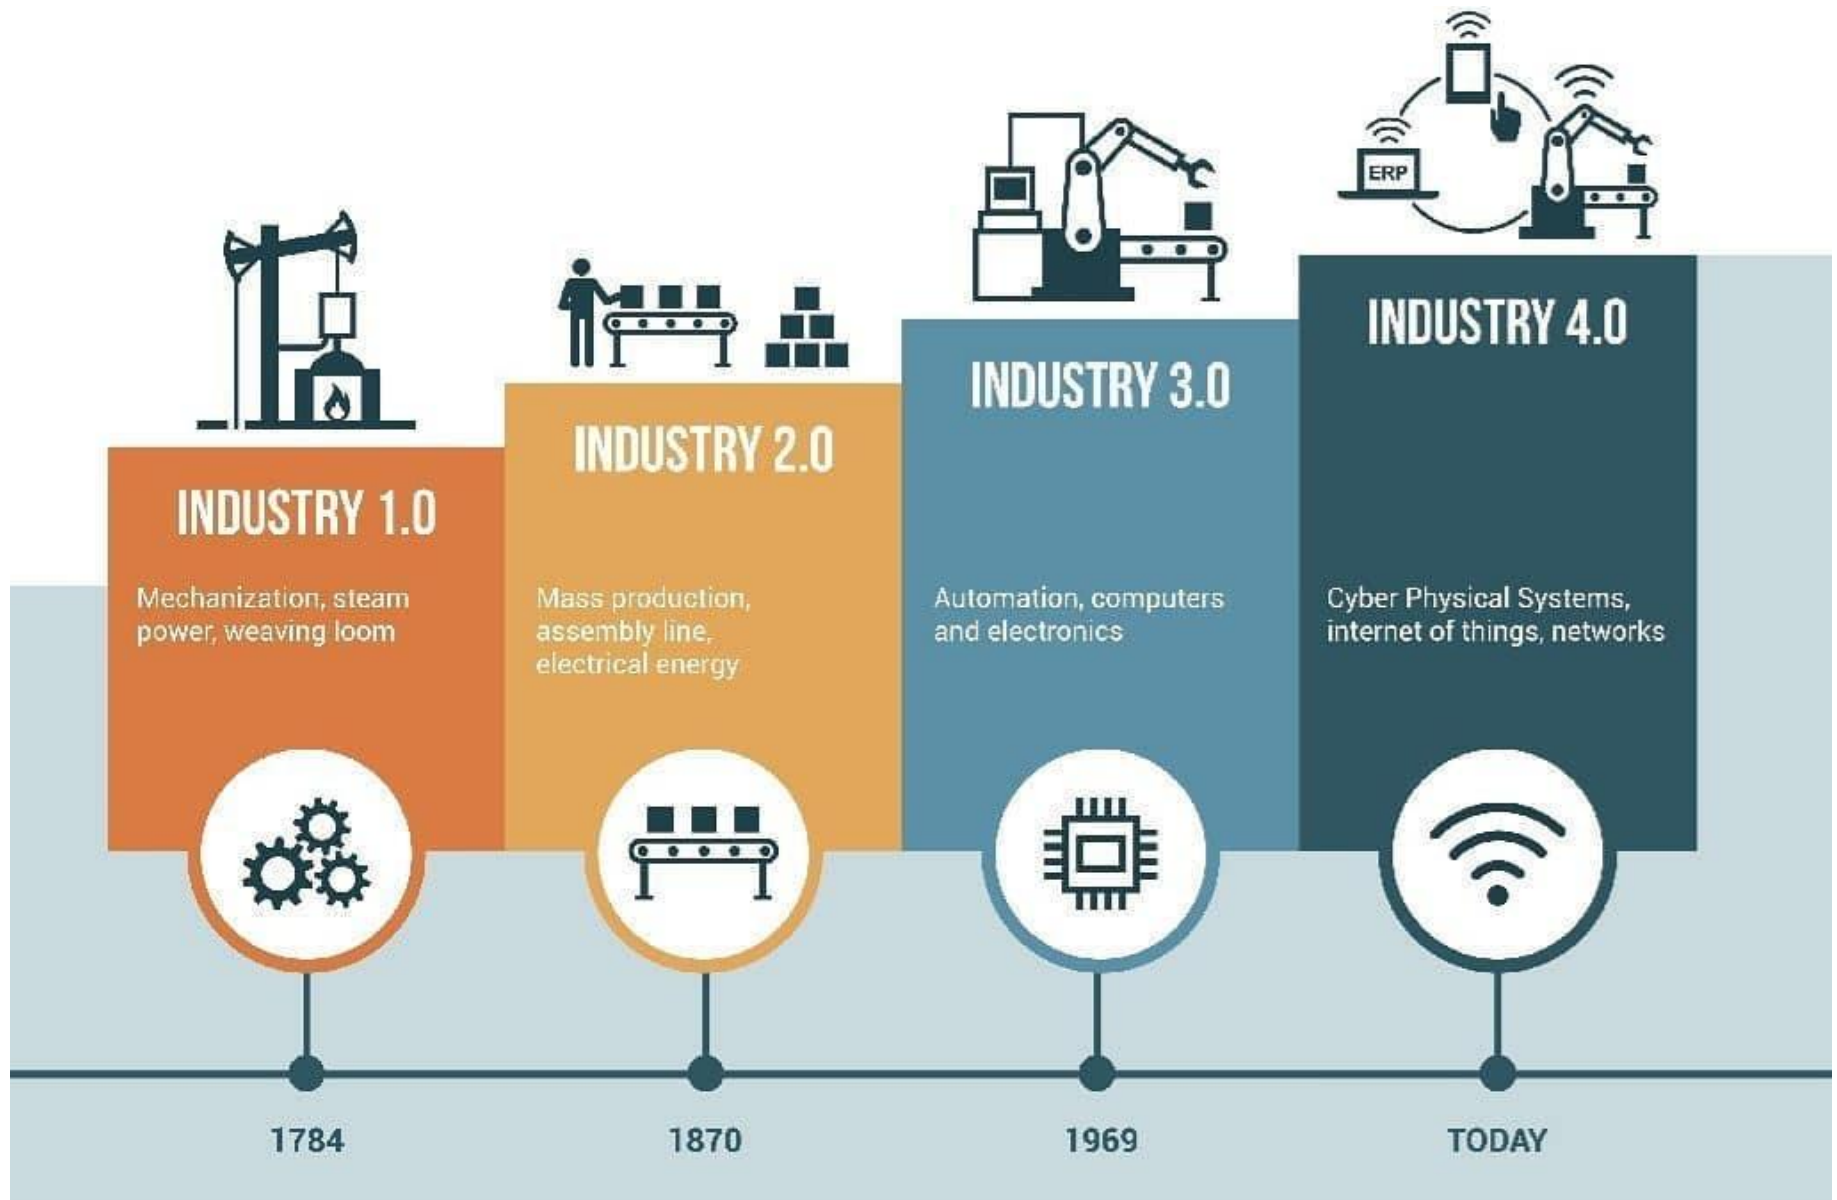 ERP
INDUSTRY 1.0
Mechanization, steam
power, weaving loom
1784
INDUSTRY 2.0
Mass production,
assembly line,
electrical energy
1870
INDUSTRY 3.0
Automation, computers
and electronics
1969
INDUSTRY 4.0
Cyber Physical Systems,
internet of things, networks
TODAY